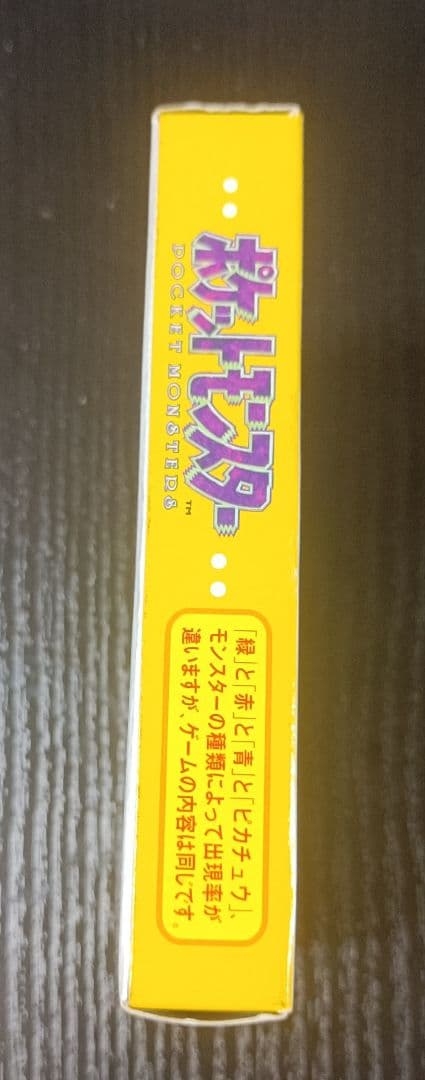 ポケットモンスター
POCKET MONSTERS
TM
「緑」と「赤」と「青」と「ピカチュウ」、
モンスターの種類によって出現率が
違いますが、ゲームの内容は同じです。